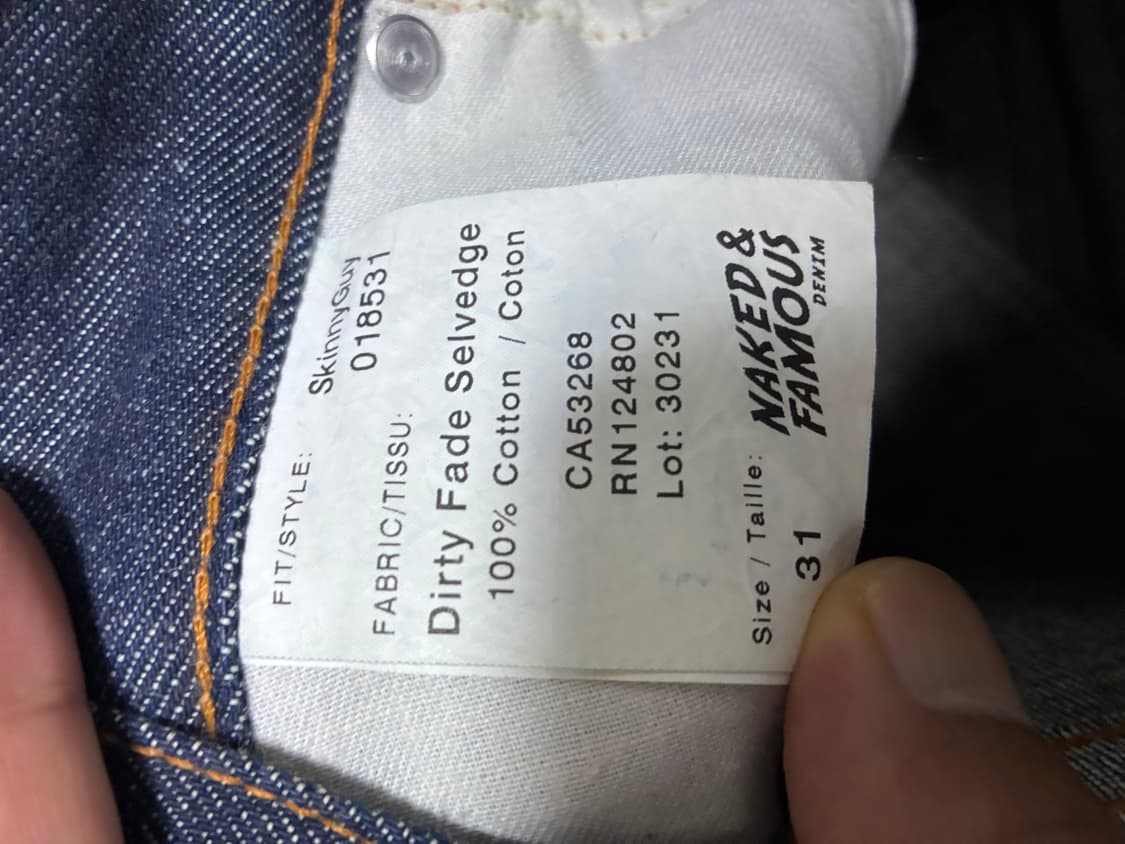 FIT/STYLE: SkinnyGuy
018531
FABRIC/TISSU:
Dirty Fade Selvedge
100% Cotton / Coton
CA53268
RN124802
Lot: 30231
Size / Taille:
31
NAKED &
FAMOUS
DENIM